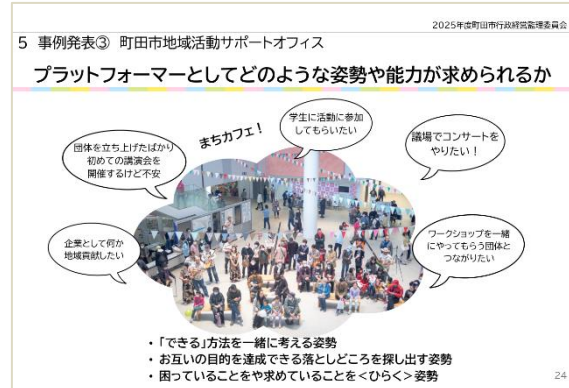 2025年度町田市行政経営監理委員会
5 事例発表③ 町田市地域活動サポートオフィス
プラットフォーマーとしてどのような姿勢や能力が求められるか
まちカフェ！
学生に活動に参加
してもらいたい
議場でコンサートを
やりたい！
団体を立ち上げたばかり
初めての講演会を
開催するけど不安
企業として何か
地域貢献したい
ワークショップを一緒
にやってもらう団体と
つながりたい
・「できる」方法を一緒に考える姿勢
・お互いの目的を達成できる落としどころを探し出す姿勢
・困っていることをや求めていることを＜ひらく＞姿勢
24